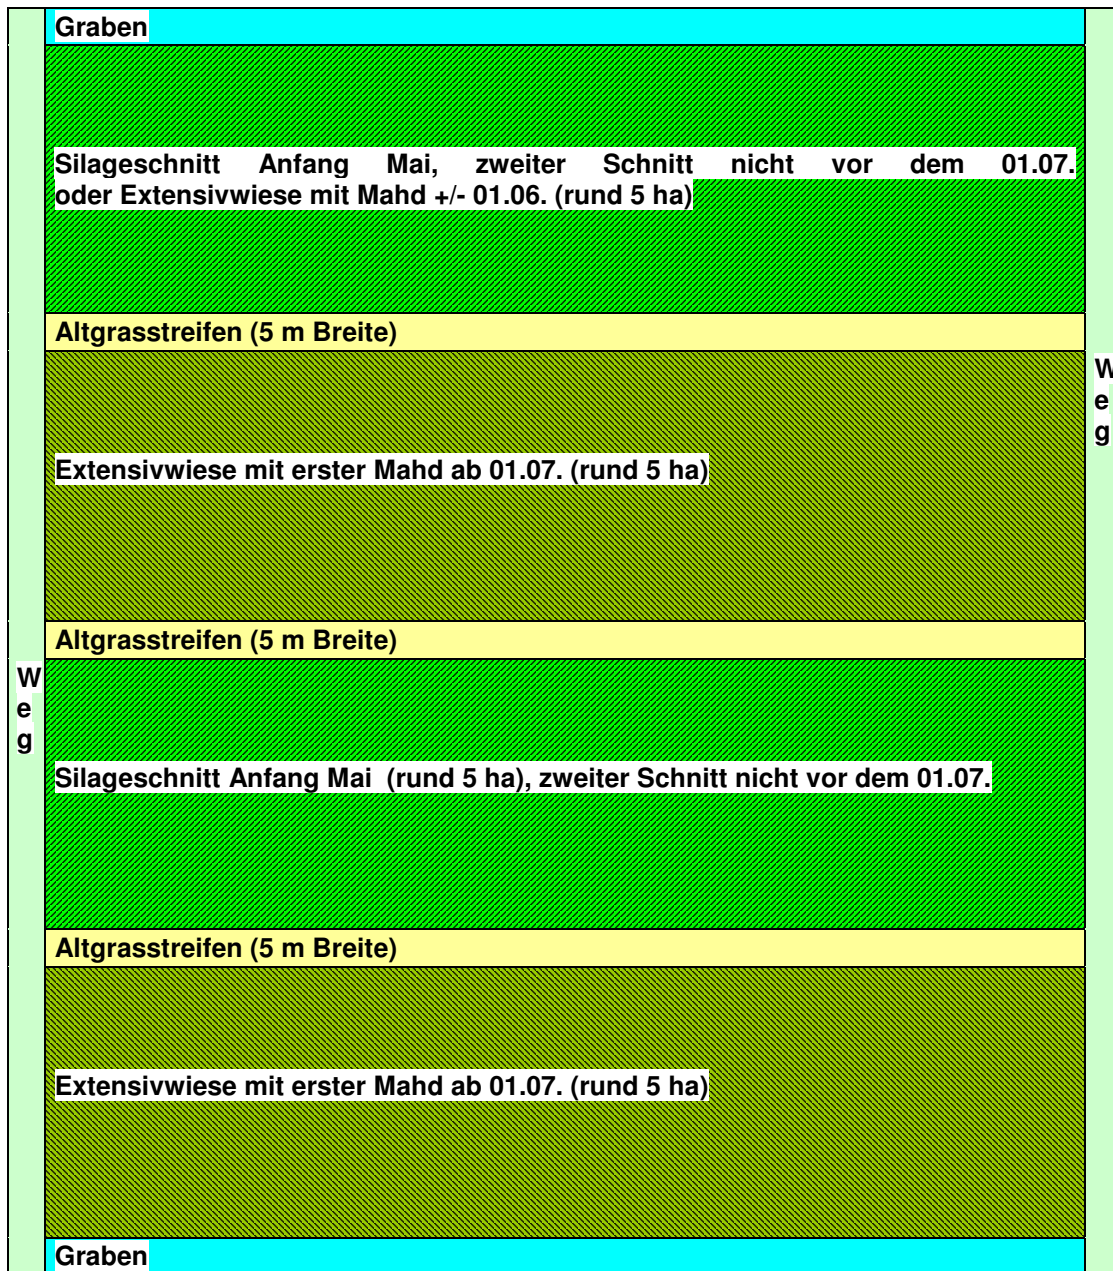 Graben
Silageschnitt Anfang Mai, zweiter Schnitt nicht vor dem 01.07.
oder Extensivwiese mit Mahd +/- 01.06. (rund 5 ha)
Altgrasstreifen (5 m Breite)
W
e
g
Extensivwiese mit erster Mahd ab 01.07. (rund 5 ha)
Altgrasstreifen (5 m Breite)
W
e
g
Silageschnitt Anfang Mai (rund 5 ha), zweiter Schnitt nicht vor dem 01.07.
Altgrasstreifen (5 m Breite)
Extensivwiese mit erster Mahd ab 01.07. (rund 5 ha)
Graben